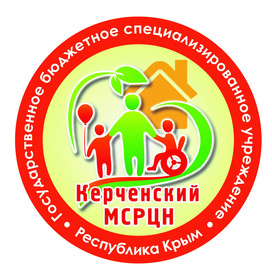 Государственное бюджетное специализированное учреждение
Керченский
МСРЦН
• Республика Крым •